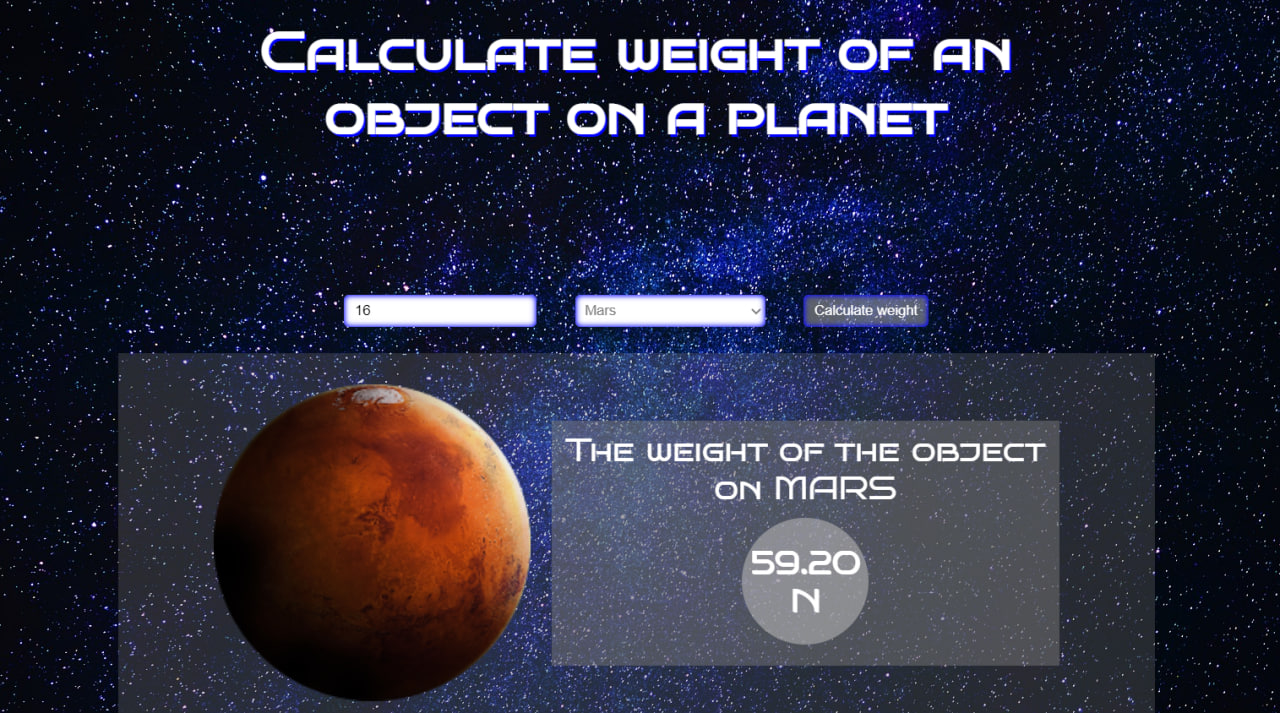 Calculate weight of an
object on a planet
16
Mars
Calculate weight
The weight of the object
on MARS
59.20
N